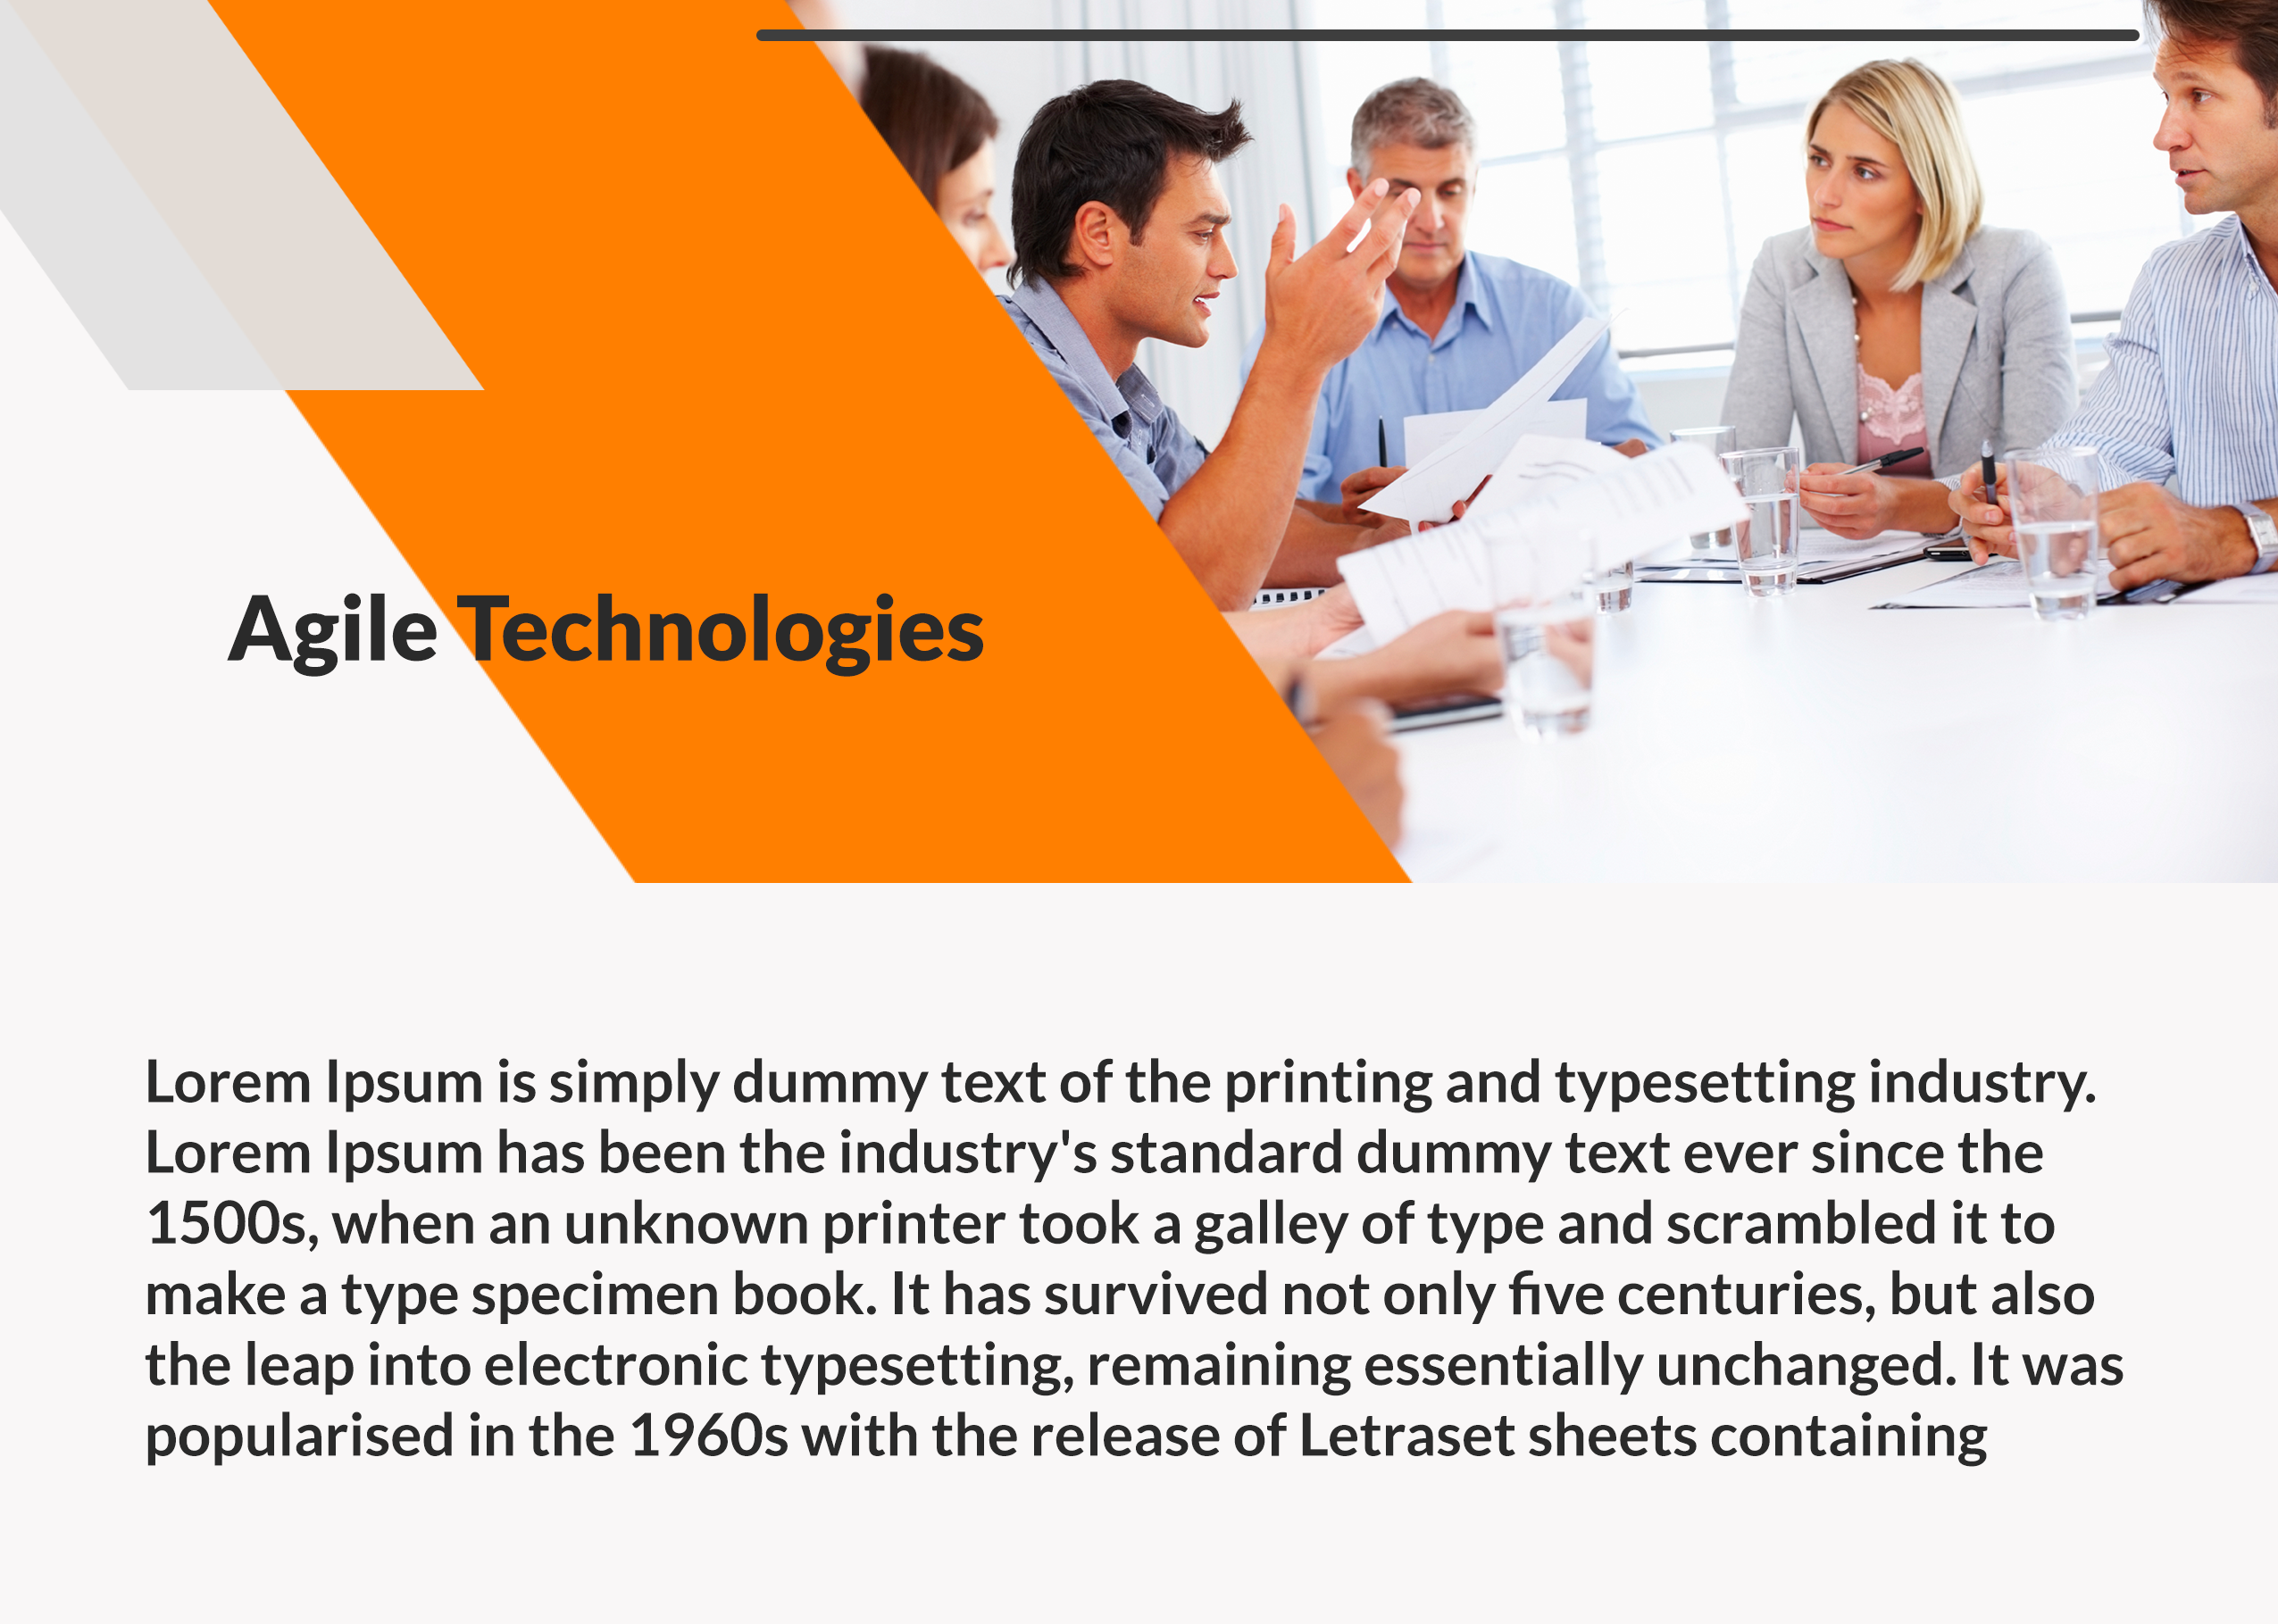 Agile Technologies
Lorem Ipsum is simply dummy text of the printing and typesetting industry.
Lorem Ipsum has been the industry's standard dummy text ever since the
1500s, when an unknown printer took a galley of type and scrambled it to
make a type specimen book. It has survived not only five centuries, but also
the leap into electronic typesetting, remaining essentially unchanged. It was
popularised in the 1960s with the release of Letraset sheets containing